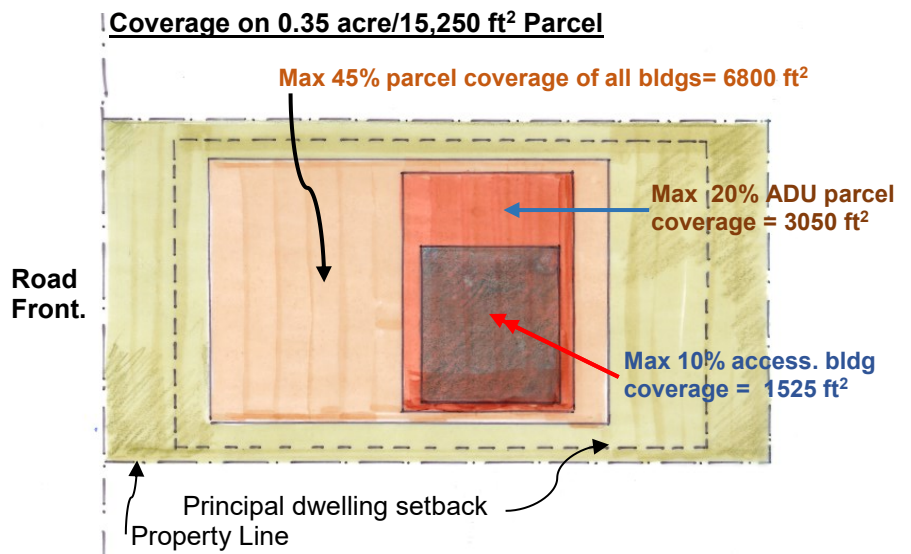 Coverage on 0.35 acre/15,250 ft² Parcel
Max 45% parcel coverage of all bldgs= 6800 ft²
Max 20% ADU parcel
coverage = 3050 ft²
Road
Front.
Max 10% access. bldg
coverage = 1525 ft²
Principal dwelling setback
Property Line